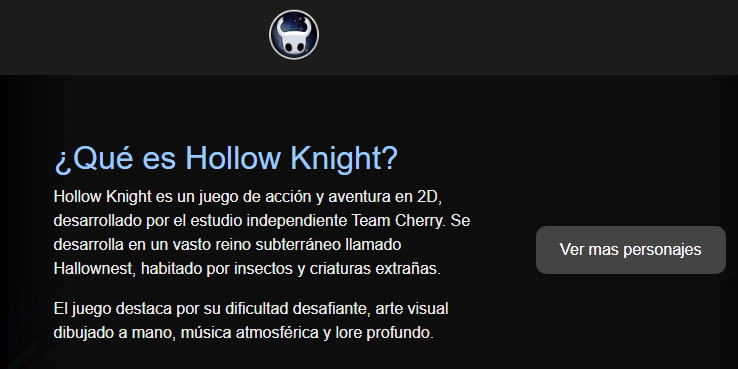 ¿Qué es Hollow Knight?
Hollow Knight es un juego de acción y aventura en 2D,
desarrollado por el estudio independiente Team Cherry. Se
desarrolla en un vasto reino subterráneo llamado
Hallownest, habitado por insectos y criaturas extrañas.
El juego destaca por su dificultad desafiante, arte visual
dibujado a mano, música atmosférica y lore profundo.
Ver mas personajes